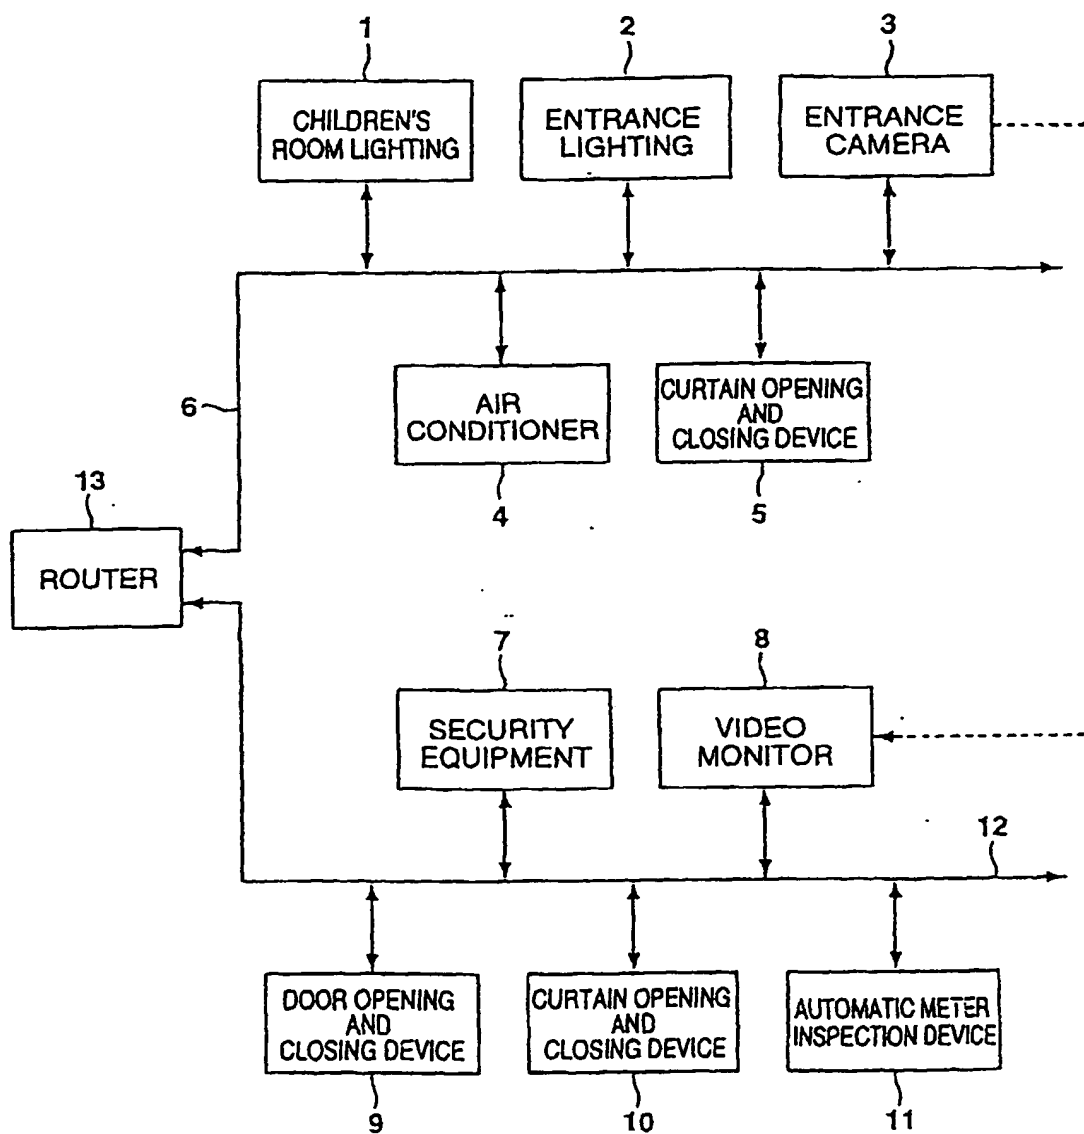 1
2
3
CHILDREN'S
ROOM LIGHTING
ENTRANCE
LIGHTING
ENTRANCE
CAMERA
6
AIR
CONDITIONER
CURTAIN OPENING
AND
CLOSING DEVICE
4
5
13
ROUTER
7
8
SECURITY
EQUIPMENT
VIDEO
MONITOR
12
DOOR OPENING
AND
CLOSING DEVICE
CURTAIN OPENING
AND
CLOSING DEVICE
AUTOMATIC METER
INSPECTION DEVICE
9
10
11